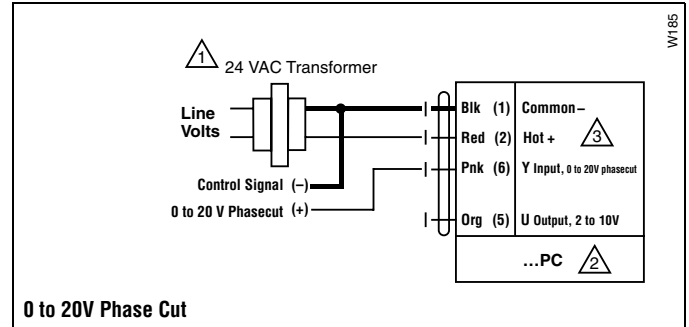 W185
1
24 VAC Transformer
Line
Volts
Blk (1) Common –
Red (2) Hot + 3
Pnk (6) Y Input, 0 to 20V phasecut
Control Signal (–)
0 to 20 V Phasecut (+)
Org (5) U Output, 2 to 10V
...PC 2
0 to 20V Phase Cut